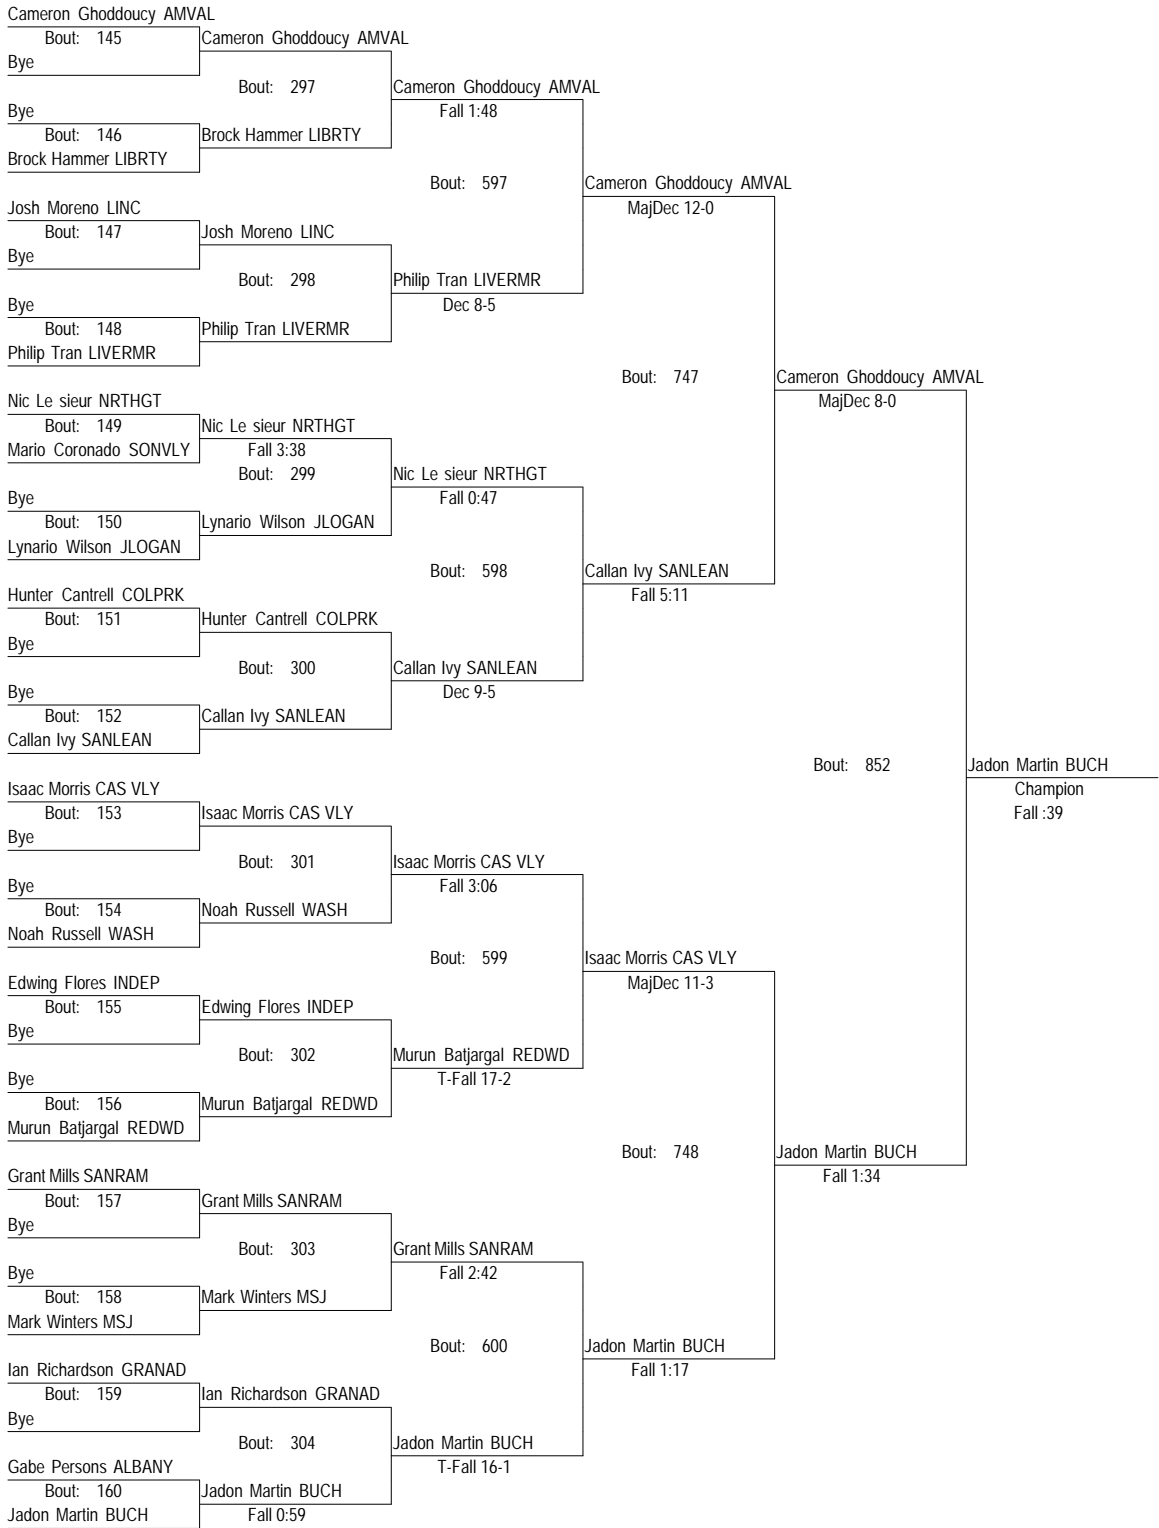 Cameron Ghoddoucy AMVAL
Bout: 145
Cameron Ghoddoucy AMVAL
Bye
Bout: 297
Cameron Ghoddoucy AMVAL
Bye
Fall 1:48
Bout: 146
Brock Hammer LIBRTY
Brock Hammer LIBRTY
Bout: 597
Cameron Ghoddoucy AMVAL
Josh Moreno LINC
MajDec 12-0
Bout: 147
Josh Moreno LINC
Bye
Bout: 298
Philip Tran LIVERMR
Bye
Dec 8-5
Bout: 148
Philip Tran LIVERMR
Philip Tran LIVERMR
Bout: 747
Cameron Ghoddoucy AMVAL
Nic Le sieur NRTHGT
MajDec 8-0
Bout: 149
Nic Le sieur NRTHGT
Mario Coronado SONVLY
Fall 3:38
Bout: 299
Nic Le sieur NRTHGT
Bye
Fall 0:47
Bout: 150
Lynario Wilson JLOGAN
Lynario Wilson JLOGAN
Bout: 598
Callan Ivy SANLEAN
Hunter Cantrell COLPRK
Fall 5:11
Bout: 151
Hunter Cantrell COLPRK
Bye
Bout: 300
Callan Ivy SANLEAN
Bye
Dec 9-5
Bout: 152
Callan Ivy SANLEAN
Callan Ivy SANLEAN
Bout: 852
Jadon Martin BUCH
Isaac Morris CAS VLY
Champion
Bout: 153
Isaac Morris CAS VLY
Fall :39
Bye
Bout: 301
Isaac Morris CAS VLY
Bye
Fall 3:06
Bout: 154
Noah Russell WASH
Noah Russell WASH
Bout: 599
Isaac Morris CAS VLY
Edwing Flores INDEP
MajDec 11-3
Bout: 155
Edwing Flores INDEP
Bye
Bout: 302
Murun Batjargal REDWD
Bye
T-Fall 17-2
Bout: 156
Murun Batjargal REDWD
Murun Batjargal REDWD
Bout: 748
Jadon Martin BUCH
Grant Mills SANRAM
Fall 1:34
Bout: 157
Grant Mills SANRAM
Bye
Bout: 303
Grant Mills SANRAM
Bye
Fall 2:42
Bout: 158
Mark Winters MSJ
Mark Winters MSJ
Bout: 600
Jadon Martin BUCH
Ian Richardson GRANAD
Fall 1:17
Bout: 159
Ian Richardson GRANAD
Bye
Bout: 304
Jadon Martin BUCH
Gabe Persons ALBANY
T-Fall 16-1
Bout: 160
Jadon Martin BUCH
Jadon Martin BUCH
Fall 0:59